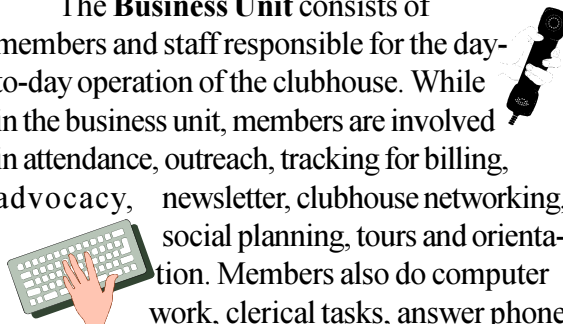 The Business Unit consists of
members and staff responsible for the day-
to-day operation of the clubhouse. While
in the business unit, members are involved
in attendance, outreach, tracking for billing,
advocacy, newsletter, clubhouse networking,
social planning, tours and orienta-
tion. Members also do computer
work, clerical tasks, answer phone